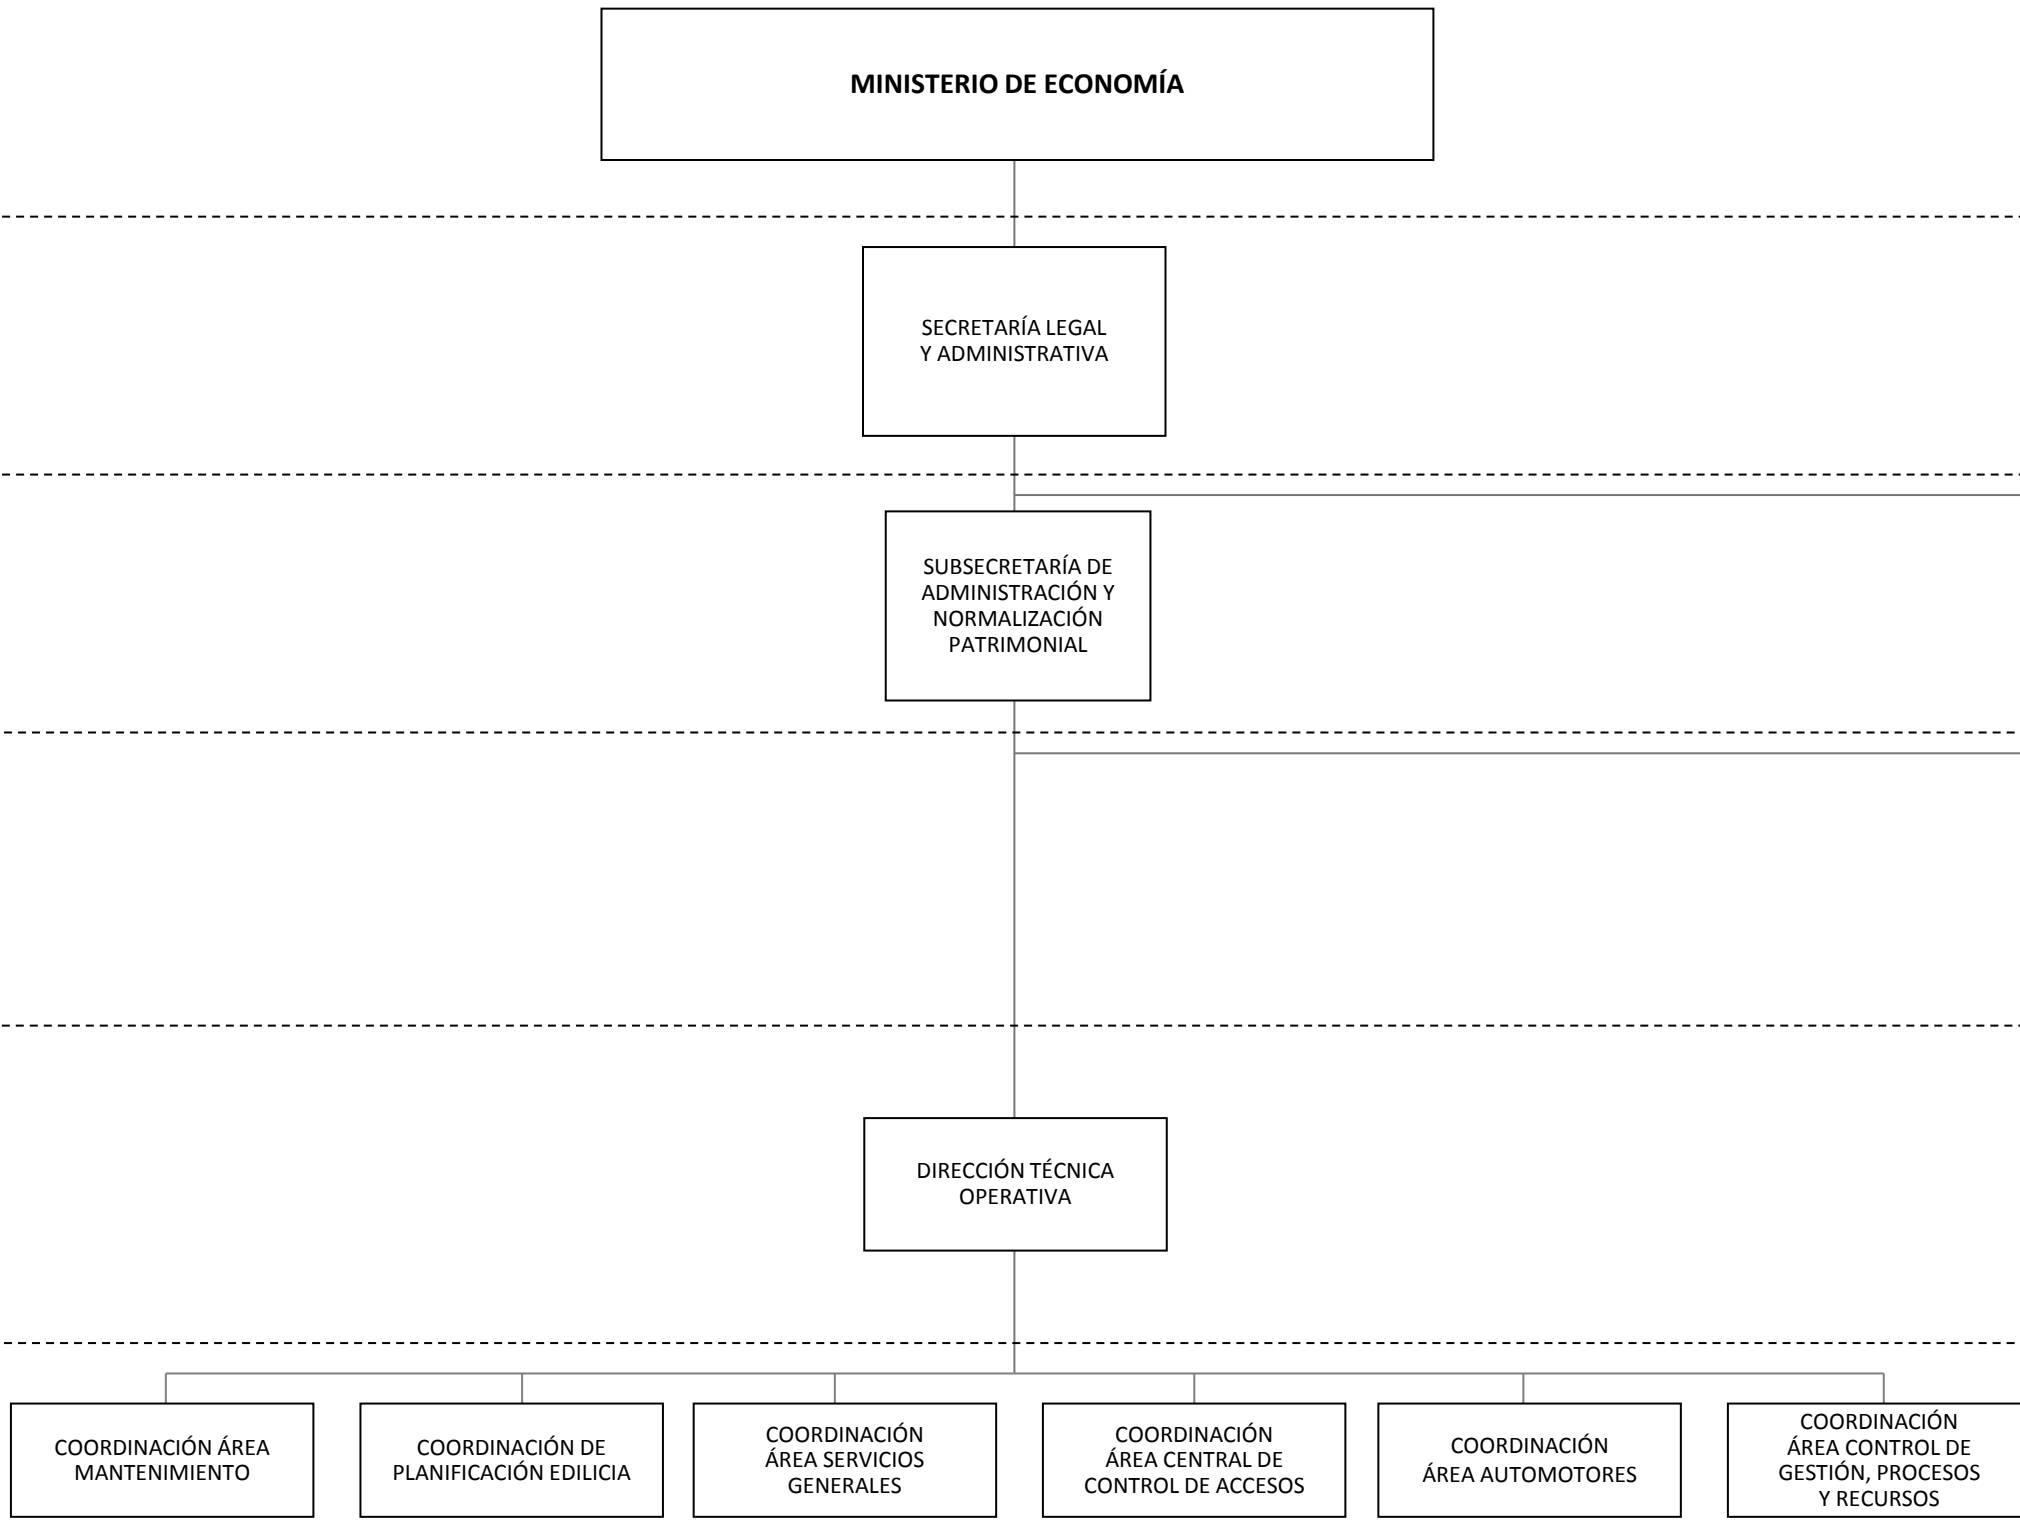 MINISTERIO DE ECONOMÍA
SECRETARÍA LEGAL
Y ADMINISTRATIVA
SUBSECRETARÍA DE
ADMINISTRACIÓN Y
NORMALIZACIÓN
PATRIMONIAL
DIRECCIÓN TÉCNICA
OPERATIVA
COORDINACIÓN ÁREA
MANTENIMIENTO
COORDINACIÓN DE
PLANIFICACIÓN EDILICIA
COORDINACIÓN
ÁREA SERVICIOS
GENERALES
COORDINACIÓN
ÁREA CENTRAL DE
CONTROL DE ACCESOS
COORDINACIÓN
ÁREA AUTOMOTORES
COORDINACIÓN
ÁREA CONTROL DE
GESTIÓN, PROCESOS
Y RECURSOS